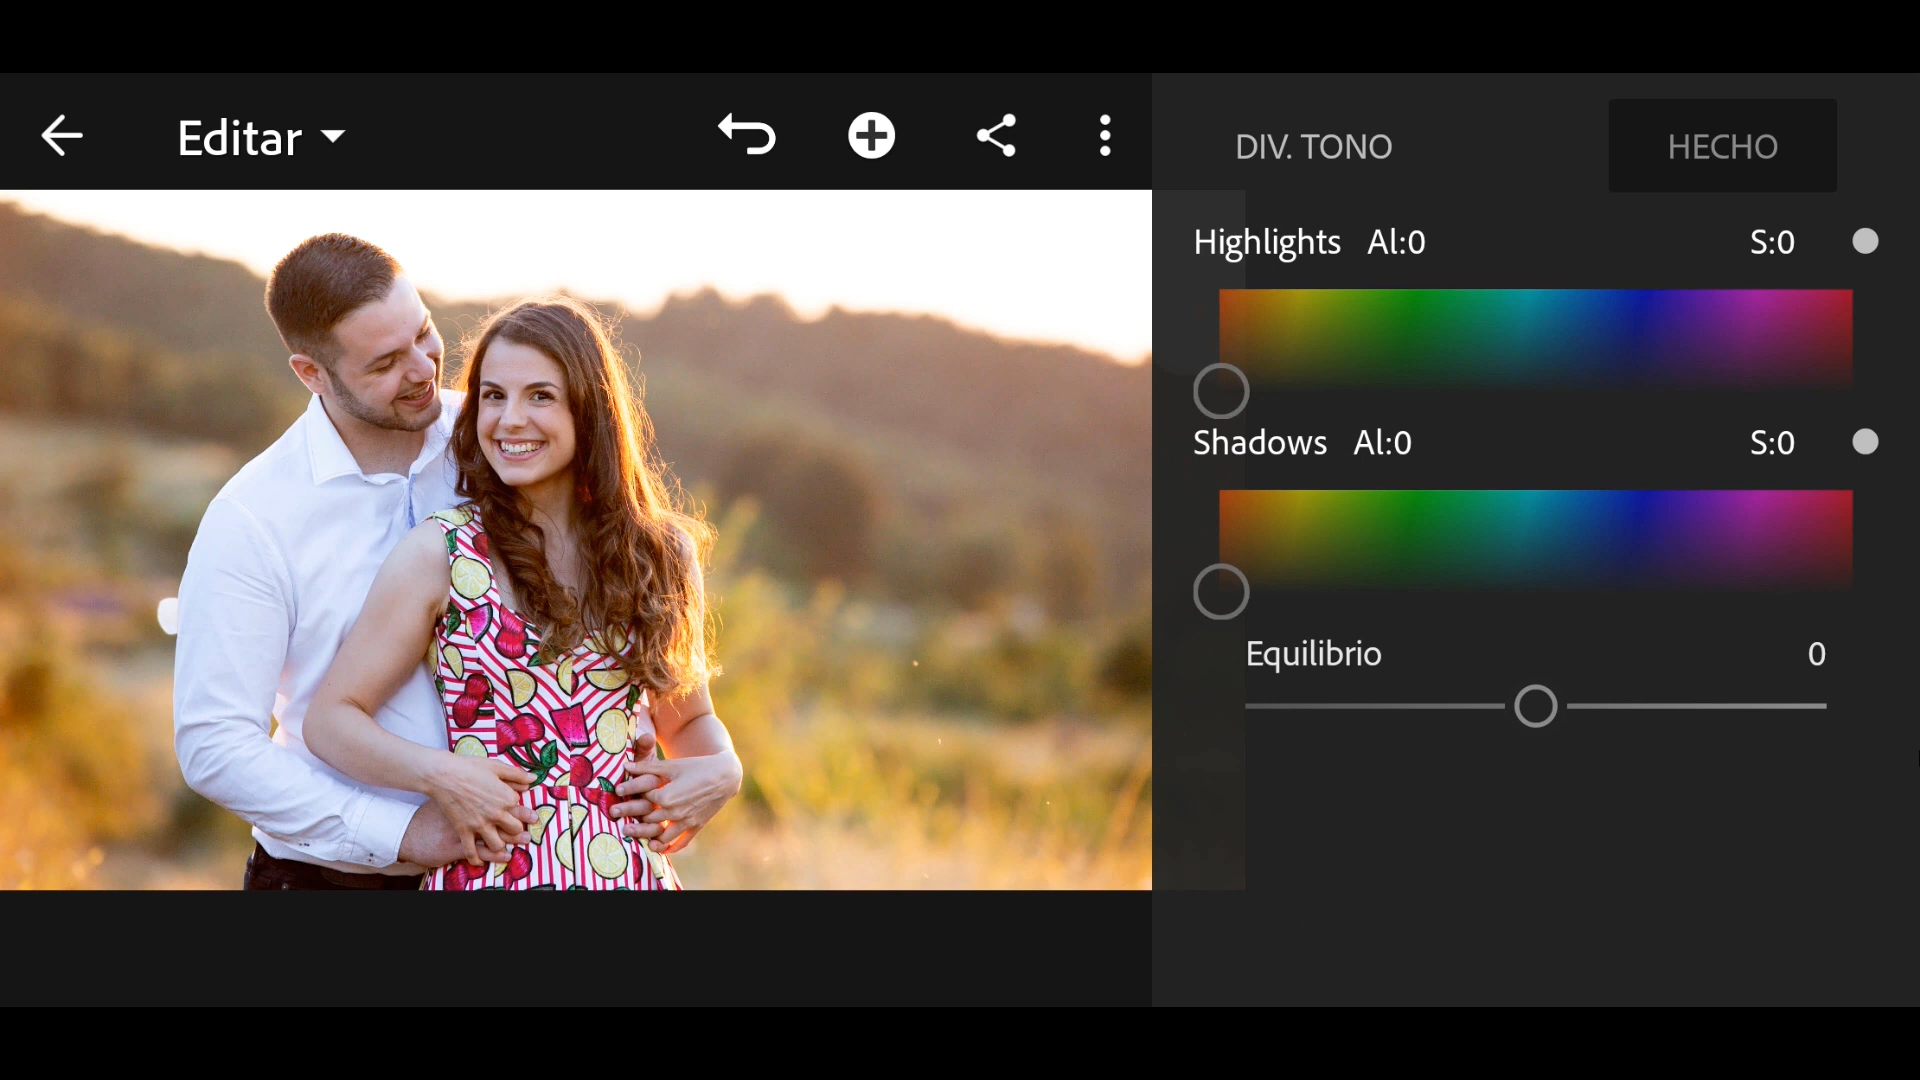 Editar
DIV. TONO
HECHO
Highlights Al:0 S:0
Shadows Al:0 S:0
Equilibrio 0